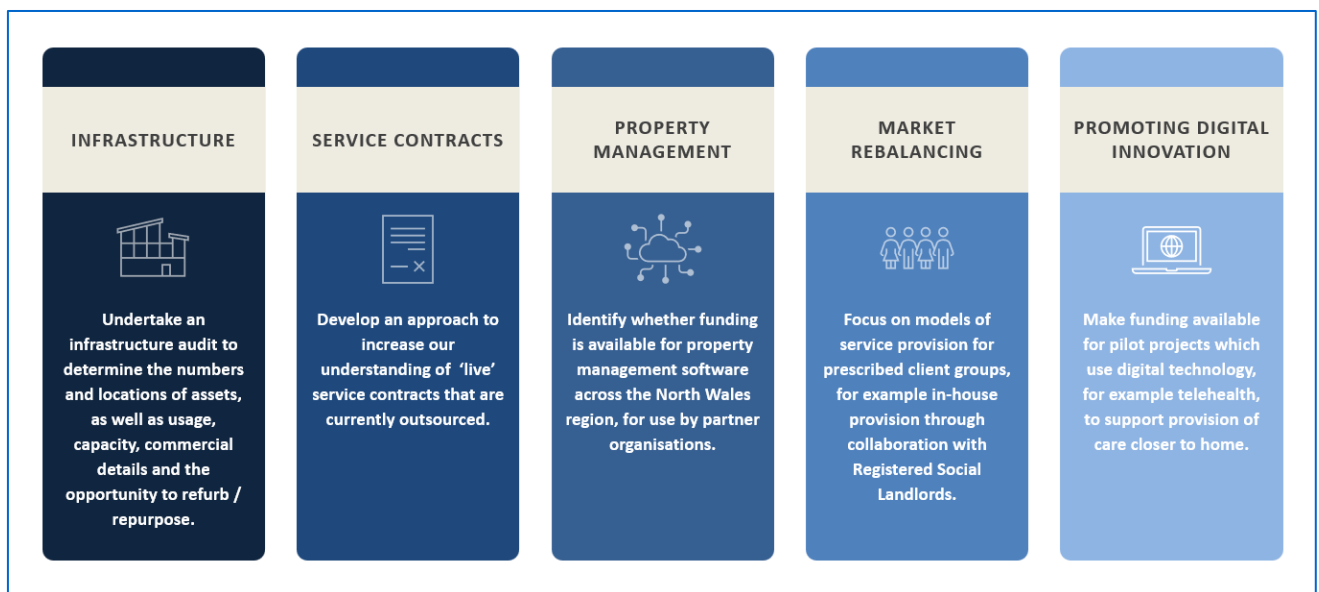 INFRASTRUCTURE
Undertake an
infrastructure audit to
determine the numbers
and locations of assets,
as well as usage,
capacity, commercial
details and the
opportunity to refurb /
repurpose.
SERVICE CONTRACTS
Develop an approach to
increase our
understanding of ‘live’
service contracts that are
currently outsourced.
PROPERTY
MANAGEMENT
Identify whether funding
is available for property
management software
across the North Wales
region, for use by partner
organisations.
MARKET
REBALANCING
Focus on models of
service provision for
prescribed client groups,
for example in-house
provision through
collaboration with
Registered Social
Landlords.
PROMOTING DIGITAL
INNOVATION
Make funding available
for pilot projects which
use digital technology,
for example telehealth,
to support provision of
care closer to home.